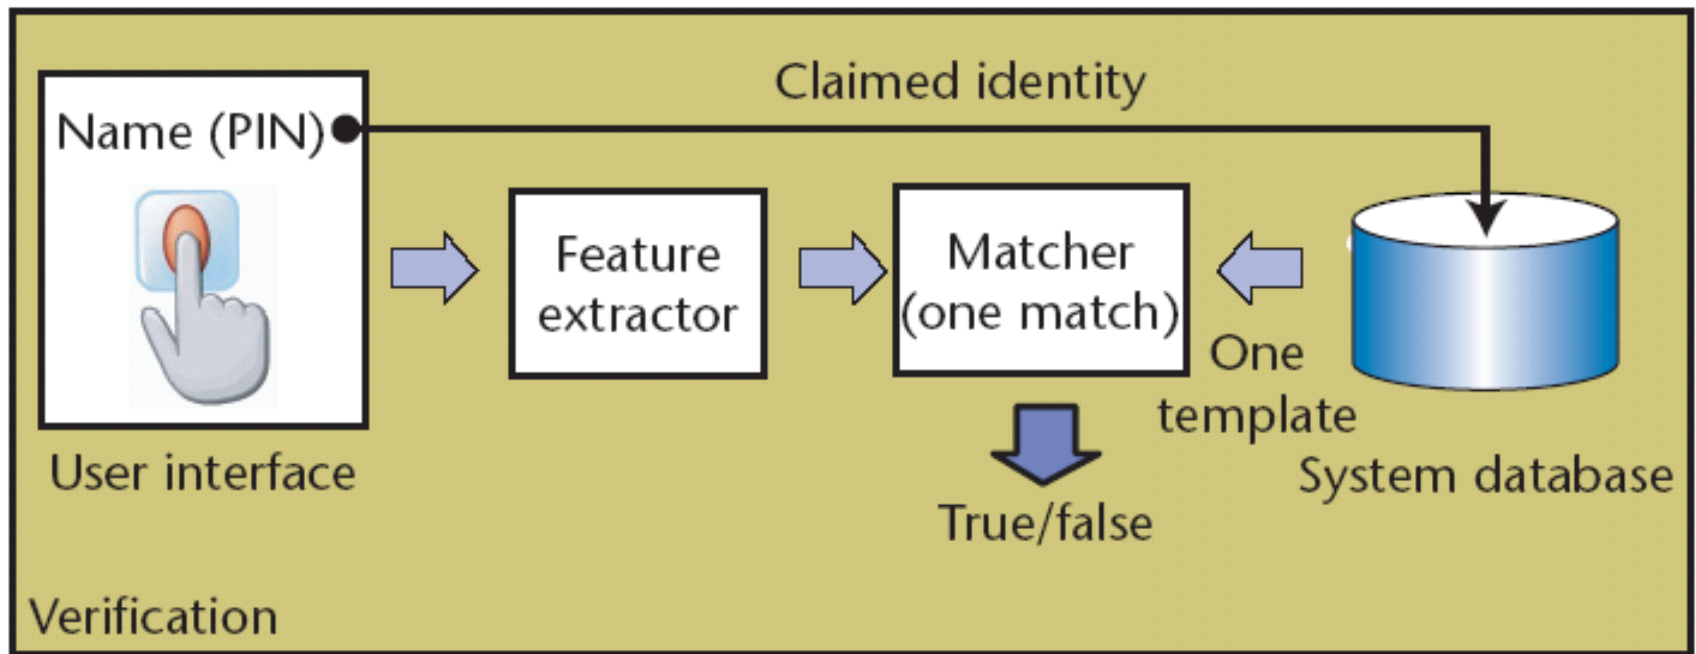 Claimed identity
Name (PIN)
Feature
extractor
Matcher
(one match)
One
template
User interface
System database
True/false
Verification